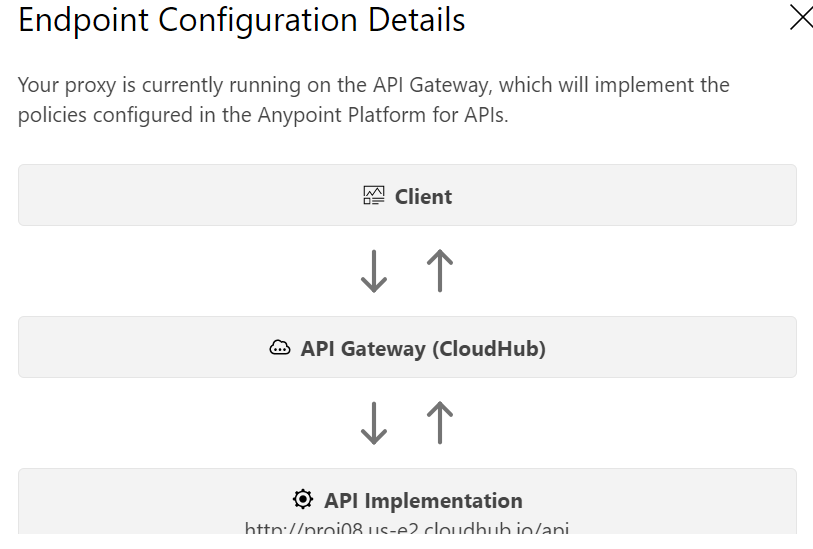 Endpoint Configuration Details
Your proxy is currently running on the API Gateway, which will implement the
policies configured in the Anypoint Platform for APIs.
Client
API Gateway (CloudHub)
API Implementation
http://proj08.us-e2.cloudhub.io/api